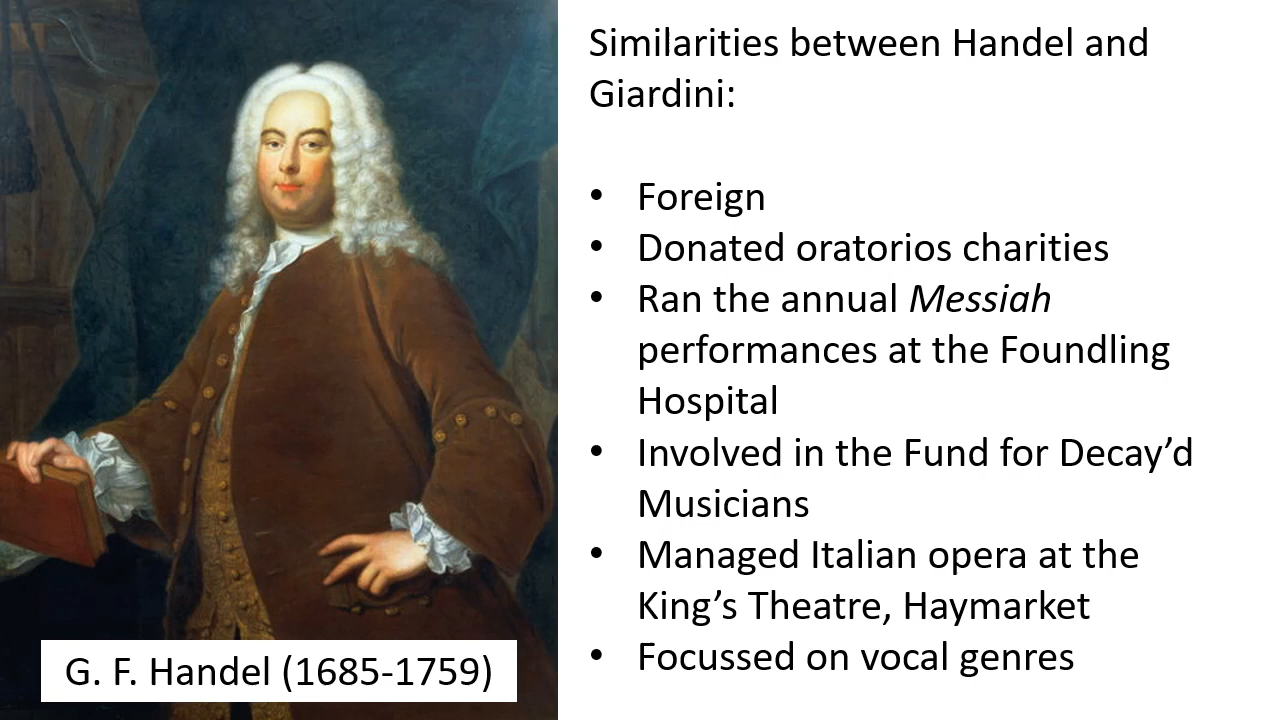 Similarities between Handel and
Giardini:
• Foreign
• Donated oratorios charities
• Ran the annual Messiah
performances at the Foundling
Hospital
• Involved in the Fund for Decay’d
Musicians
• Managed Italian opera at the
King’s Theatre, Haymarket
• Focussed on vocal genres
G. F. Handel (1685-1759)